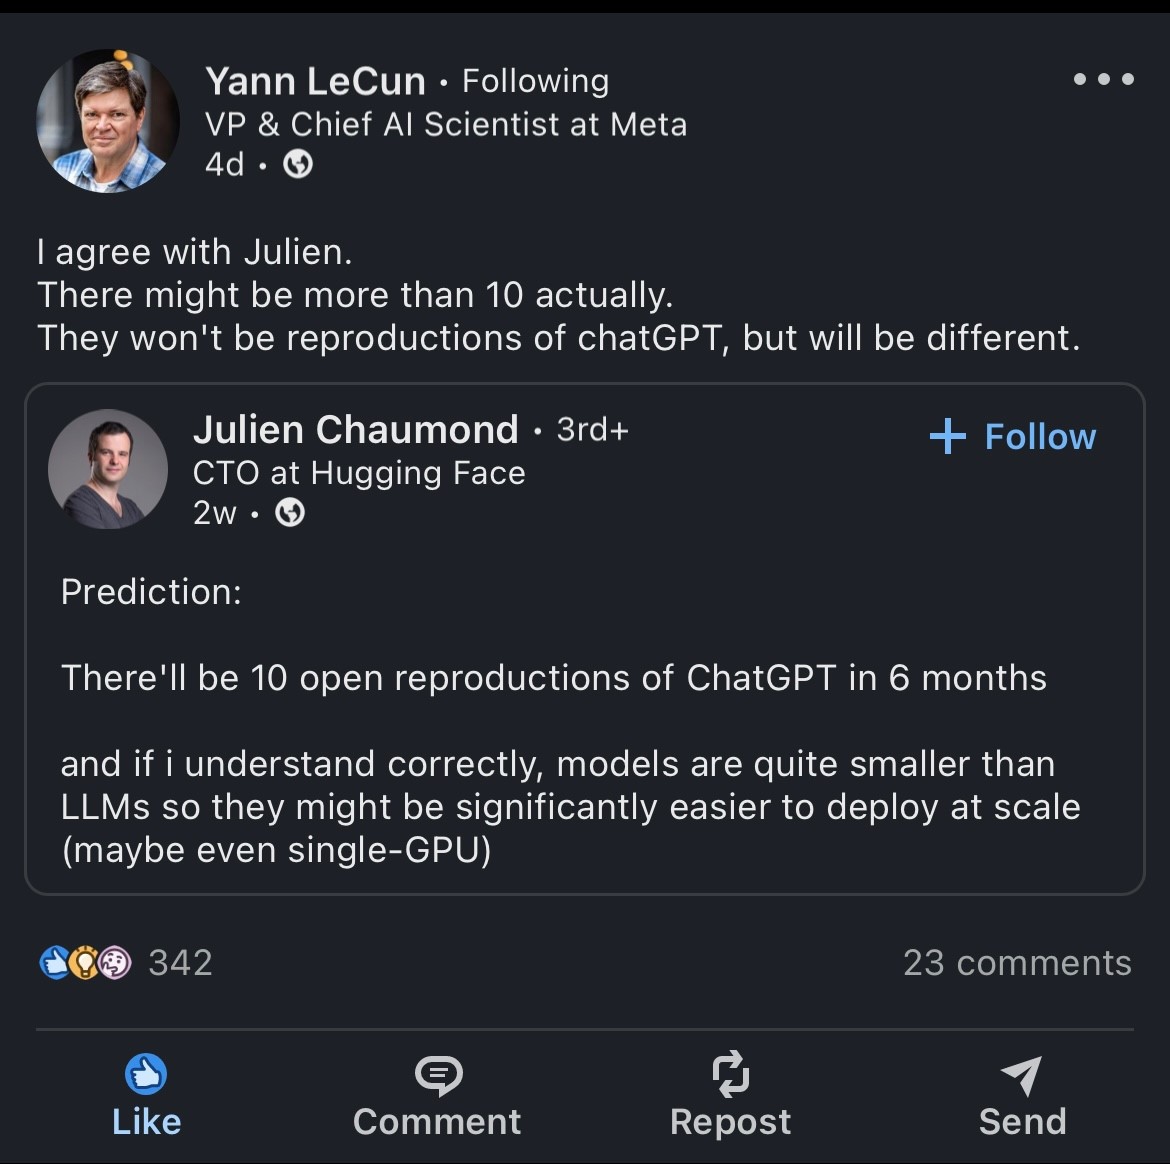 Yann LeCun • Following
VP & Chief AI Scientist at Meta
4d •
I agree with Julien.
There might be more than 10 actually.
They won't be reproductions of chatGPT, but will be different.
Julien Chaumond • 3rd+
+ Follow
CTO at Hugging Face
2w •
Prediction:
There'll be 10 open reproductions of ChatGPT in 6 months
and if i understand correctly, models are quite smaller than
LLMs so they might be significantly easier to deploy at scale
(maybe even single-GPU)
342
23 comments
Like
Comment
Repost
Send